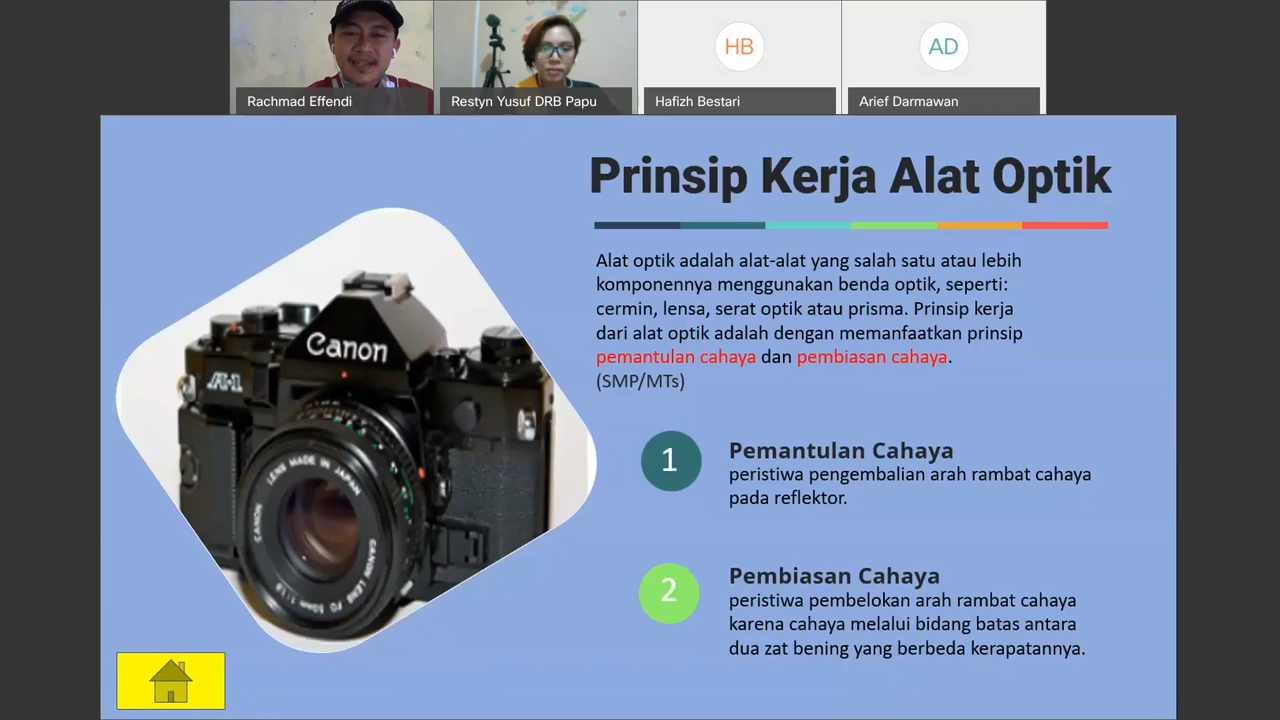 HB
AD
Rachmad Effendi
Restyn Yusuf DRB Papu
Hafizh Bestari
Arief Darmawan
Prinsip Kerja Alat Optik
Alat optik adalah alat-alat yang salah satu atau lebih
komponennya menggunakan benda optik, seperti:
cermin, lensa, serat optik atau prisma. Prinsip kerja
dari alat optik adalah dengan memanfaatkan prinsip
pemantulan cahaya dan pembiasan cahaya.
(SMP/MTs)
Canon
A-1
LENS MADE IN JAPAN
CANON
CANON LENS FD 50mm 1:1.8
1
Pemantulan Cahaya
peristiwa pengembalian arah rambat cahaya
pada reflektor.
2
Pembiasan Cahaya
peristiwa pembelokan arah rambat cahaya
karena cahaya melalui bidang batas antara
dua zat bening yang berbeda kerapatannya.